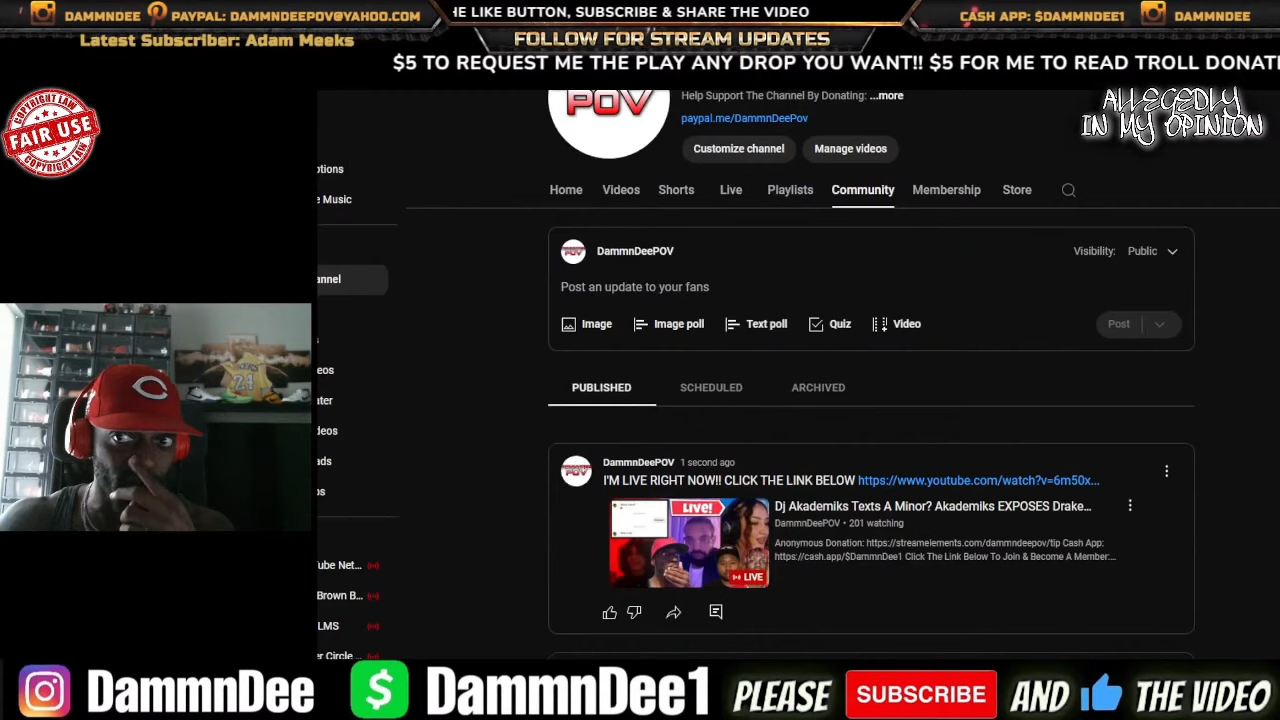 DAMMNDEE PAYPAL: DAMMNDEEPOV@YAHOO.COM
HE LIKE BUTTON, SUBSCRIBE & SHARE THE VIDEO
CASH APP: $DAMMNDEE1 DAMMNDEE
Latest Subscriber: Adam Meeks
FOLLOW FOR STREAM UPDATES
$5 TO REQUEST ME THE PLAY ANY DROP YOU WANT!! $5 FOR ME TO READ TROLL DONAT
COPYRIGHT LAW
FAIR USE
COPYRIGHT LAW
ALLEGEDLY
IN MY OPINION
POV
Help Support The Channel By Donating: ...more
paypal.me/DammnDeePov
Customize channel Manage videos
ptions
e Music
Home Videos Shorts Live Playlists Community Membership Store
DammnDeePOV
Visibility: Public
annel
Post an update to your fans
Image Image poll Text poll Quiz Video
Post
s
eos
ater
deos
ads
os
PUBLISHED SCHEDULED ARCHIVED
24
DammnDeePOV 1 second ago
I'M LIVE RIGHT NOW!! CLICK THE LINK BELOW https://www.youtube.com/watch?v=6m50x...
LIVE!
LIVE
Dj Akademiks Texts A Minor? Akademiks EXPOSES Drake...
DammnDeePOV • 201 watching
Anonymous Donation: https://streamelements.com/dammndeepov/tip Cash App:
https://cash.app/$DammnDee1 Click The Link Below To Join & Become A Member:...
ube Net...
Brown B...
LMS
er Circle ...
DammnDee
$ DammnDee1
PLEASE SUBSCRIBE AND THE VIDEO